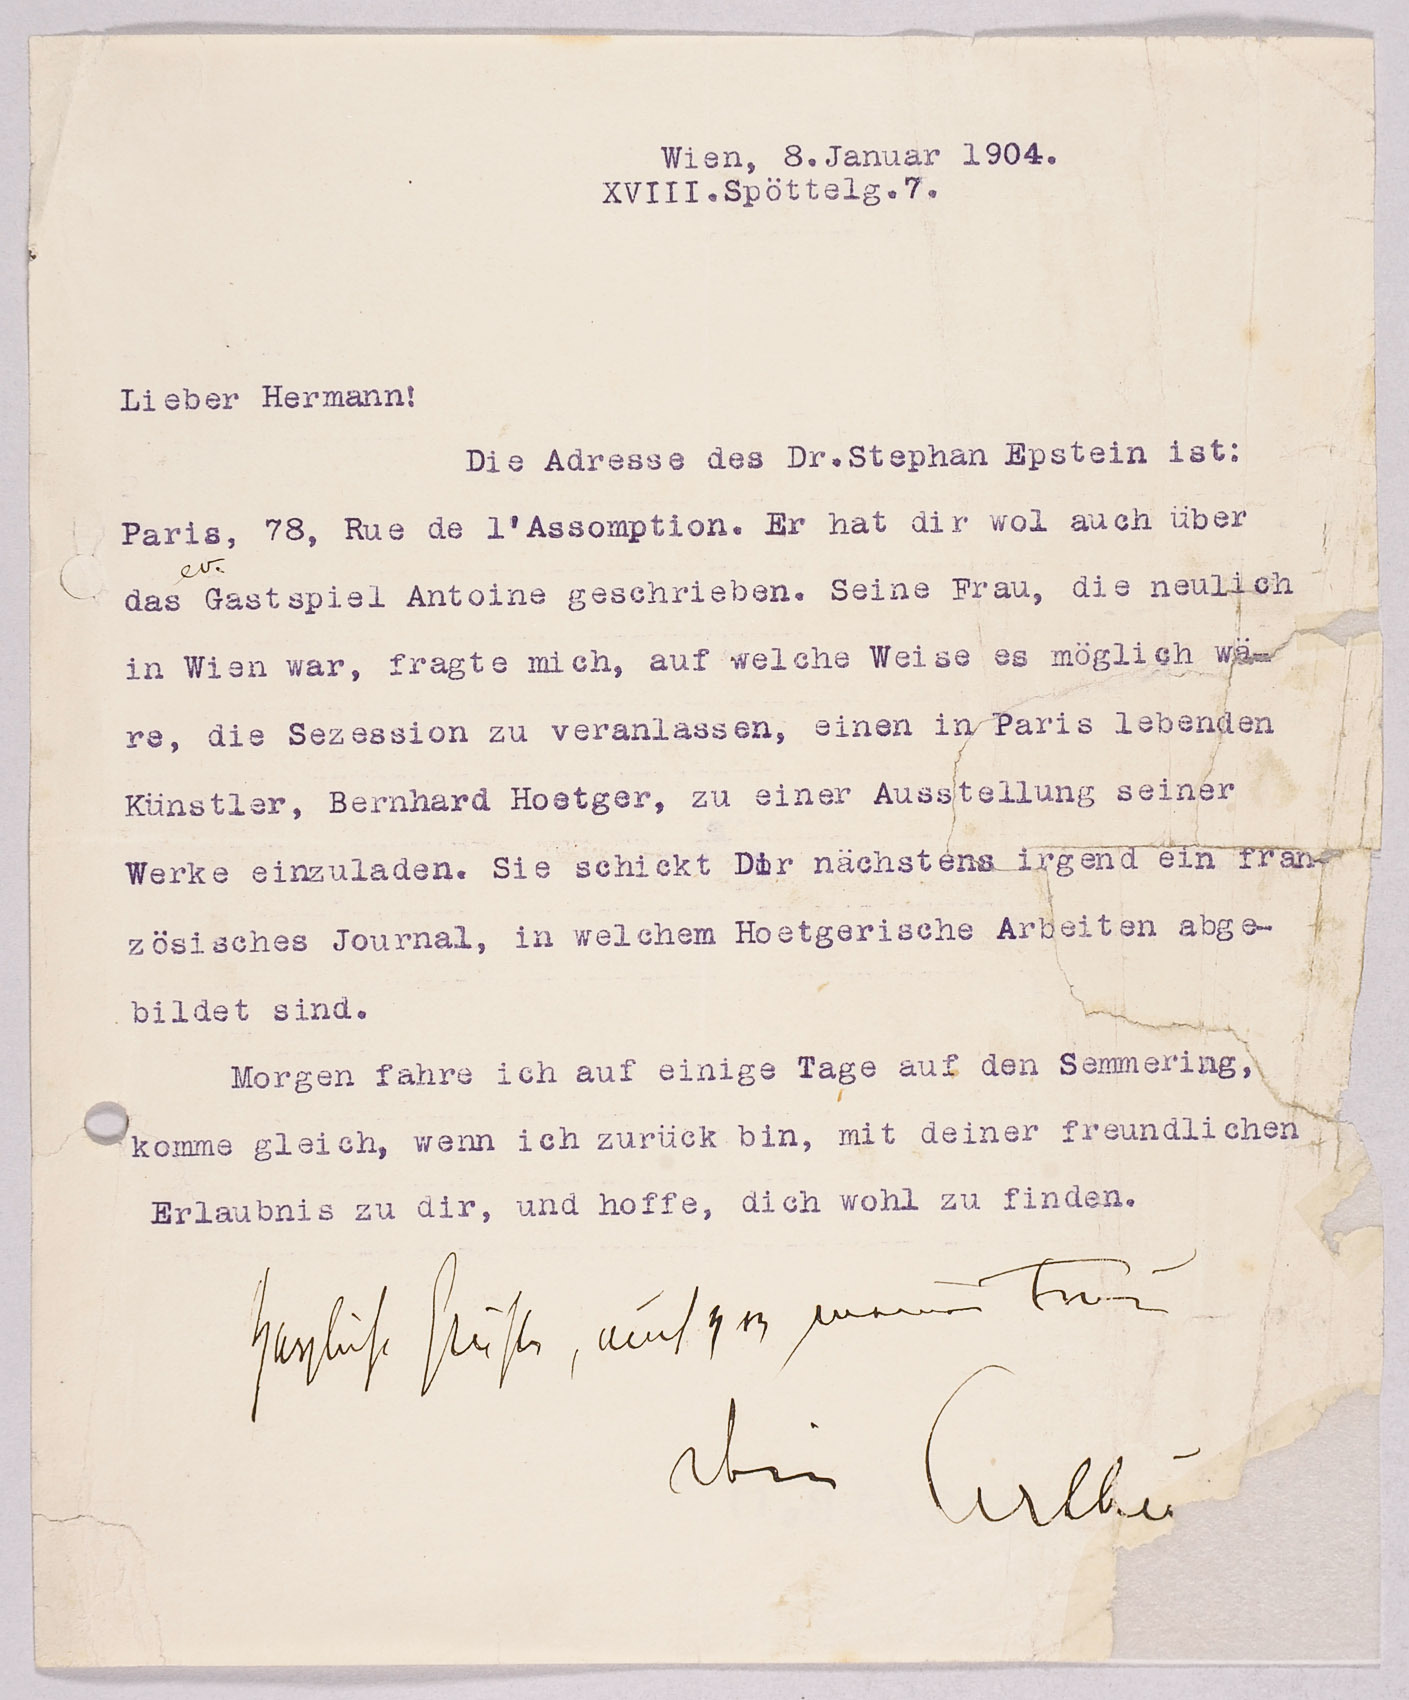 Wien, 8.Januar 1904.
XVIII.Spöttelg.7.
Lieber Hermann!
Die Adresse des Dr.Stephan Epstein ist:
Paris, 78, Rue de l'Assomption. Er hat dir wol auch über
ev.
das Gastspiel Antoine geschrieben. Seine Frau, die neulich
in Wien war, fragte mich, auf welche Weise es möglich wä-
re, die Sezession zu veranlassen, einen in Paris lebenden
Künstler, Bernhard Hoetger, zu einer Ausstellung seiner
Werke einzuladen. Sie schickt Dir nächstens irgend ein fran-
zösisches Journal, in welchem Hoetgerische Arbeiten abge-
bildet sind.
Morgen fahre ich auf einige Tage auf den Semmering,
komme gleich, wenn ich zurück bin, mit deiner freundlichen
Erlaubnis zu dir, und hoffe, dich wohl zu finden.
Herzliche Grüße, auch von meiner Frau
dein Arthur